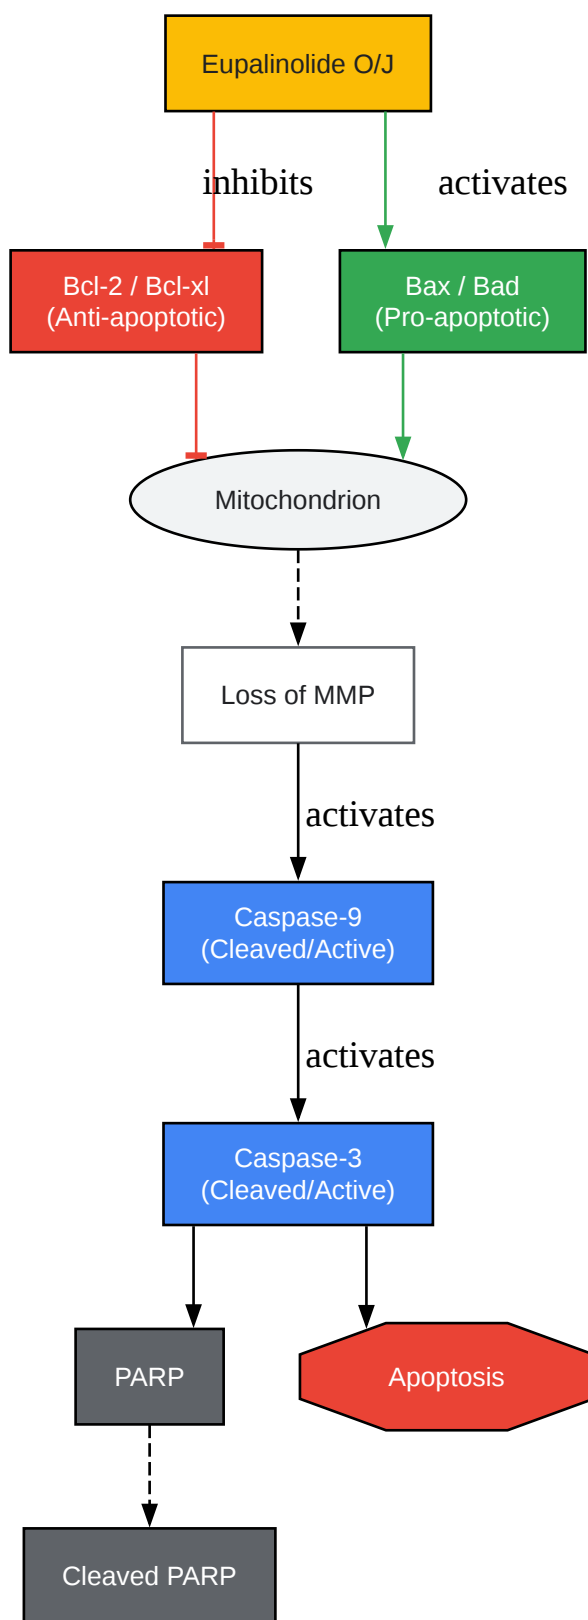 Eupalinolide O/J
inhibits
activates
Bcl-2 / Bcl-xl
(Anti-apoptotic)
Bax / Bad
(Pro-apoptotic)
Mitochondrion
Loss of MMP
activates
Caspase-9
(Cleaved/Active)
activates
Caspase-3
(Cleaved/Active)
PARP
Apoptosis
Cleaved PARP